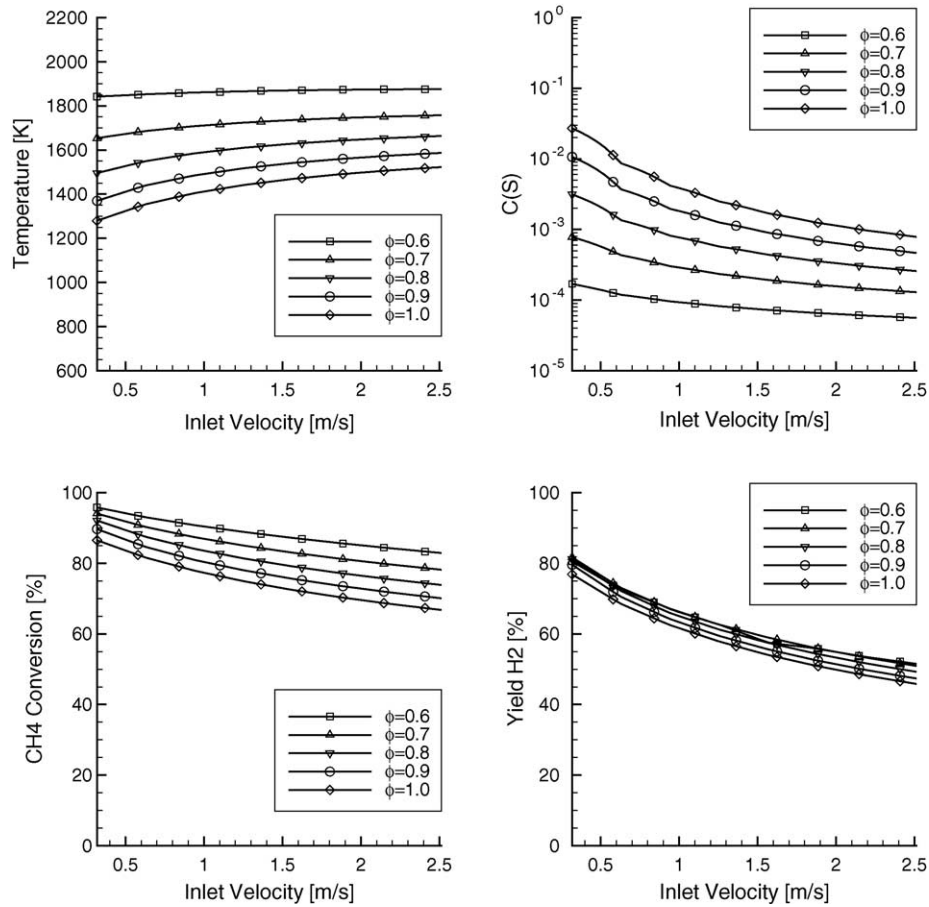 2200
2000
1800
1600
1400
1200
1000
800
600
Temperature [K]
ϕ=0.6
ϕ=0.7
ϕ=0.8
ϕ=0.9
ϕ=1.0
0.5 1 1.5 2 2.5
Inlet Velocity [m/s]
10⁰
10⁻¹
10⁻²
10⁻³
10⁻⁴
10⁻⁵
C(S)
ϕ=0.6
ϕ=0.7
ϕ=0.8
ϕ=0.9
ϕ=1.0
0.5 1 1.5 2 2.5
Inlet Velocity [m/s]
100
80
60
40
20
0
CH4 Conversion [%]
ϕ=0.6
ϕ=0.7
ϕ=0.8
ϕ=0.9
ϕ=1.0
0.5 1 1.5 2 2.5
Inlet Velocity [m/s]
100
80
60
40
20
0
Yield H2 [%]
ϕ=0.6
ϕ=0.7
ϕ=0.8
ϕ=0.9
ϕ=1.0
0.5 1 1.5 2 2.5
Inlet Velocity [m/s]